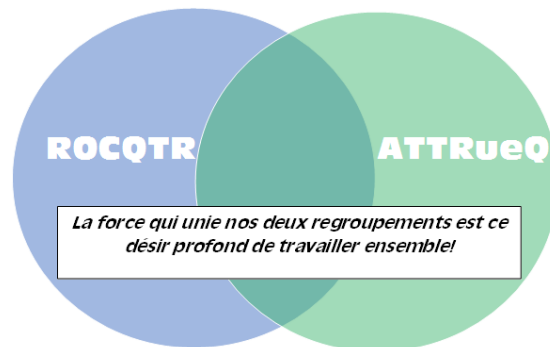 ROCQTR
ATTRueQ
La force qui unie nos deux regroupements est ce
désir profond de travailler ensemble!